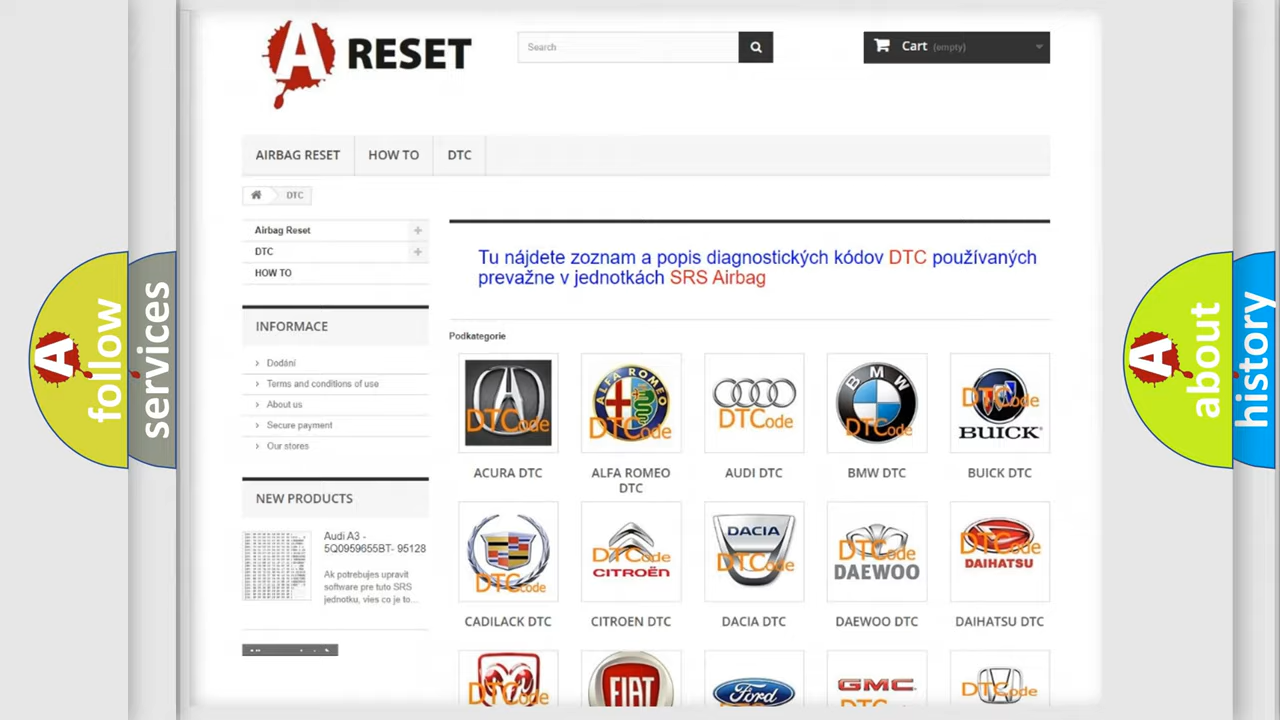 A RESET
Search
Cart (empty)
AIRBAG RESET
HOW TO
DTC
DTC
Airbag Reset
DTC
HOW TO
INFORMACE
Dodání
Terms and conditions of use
About us
Secure payment
Our stores
NEW PRODUCTS
Audi A3 -
5Q0959655BT- 95128
Ak potrebujes upravit
software pre tuto SRS
jednotku, vies co je to...
Tu nájdete zoznam a popis diagnostických kódov DTC používaných
prevažne v jednotkách SRS Airbag
Podkategorie
DTCode
ALFA ROMEO
DTCode
DTCode
BMW
DTCode
DTCode
BUICK
ACURA DTC
ALFA ROMEO
DTC
AUDI DTC
BMW DTC
BUICK DTC
DTCode
DTCode
CITROËN
DACIA
DTCode
DTCode
DAEWOO
DTCode
DAIHATSU
CADILACK DTC
CITROEN DTC
DACIA DTC
DAEWOO DTC
DAIHATSU DTC
DTCode
FIAT
Ford
GMC
DTCode
A follow
services
A about
history